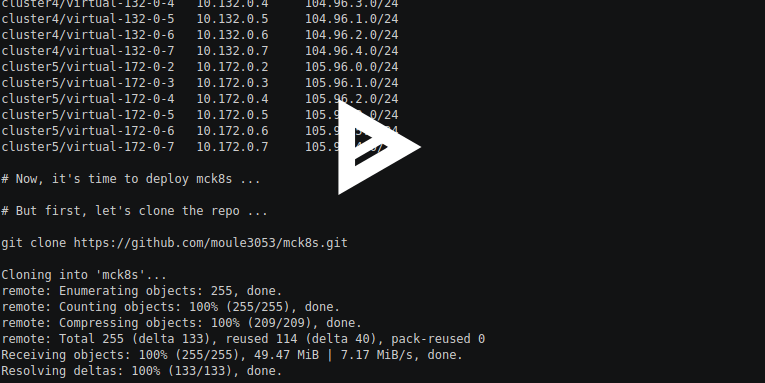 cluster4/virtual-132-0-4 10.132.0.4 104.96.3.0/24
cluster4/virtual-132-0-5 10.132.0.5 104.96.1.0/24
cluster4/virtual-132-0-6 10.132.0.6 104.96.2.0/24
cluster4/virtual-132-0-7 10.132.0.7 104.96.4.0/24
cluster5/virtual-172-0-2 10.172.0.2 105.96.0.0/24
cluster5/virtual-172-0-3 10.172.0.3 105.96.1.0/24
cluster5/virtual-172-0-4 10.172.0.4 105.96.2.0/24
cluster5/virtual-172-0-5 10.172.0.5
cluster5/virtual-172-0-6 10.172.0.6
cluster5/virtual-172-0-7 10.172.0.7
# Now, it's time to deploy mck8s ...
# But first, let's clone the repo ...
git clone https://github.com/moule3053/mck8s.git
Cloning into 'mck8s'...
remote: Enumerating objects: 255, done.
remote: Counting objects: 100% (255/255), done.
remote: Compressing objects: 100% (209/209), done.
remote: Total 255 (delta 133), reused 114 (delta 40), pack-reused 0
Receiving objects: 100% (255/255), 49.47 MiB | 7.17 MiB/s, done.
Resolving deltas: 100% (133/133), done.